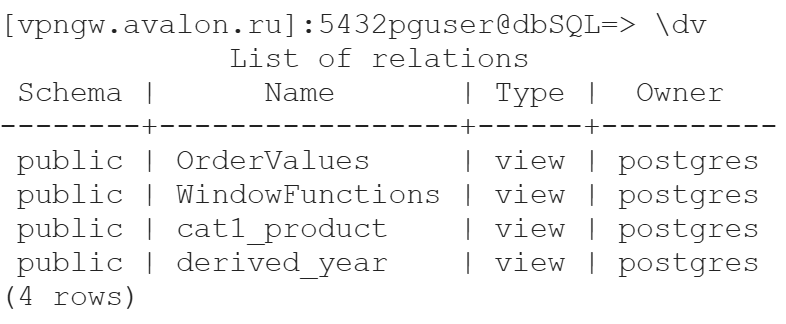 [vpngw.avalon.ru]:5432pguser@dbSQL=> \dv
             List of relations
 Schema |      Name       | Type |  Owner
--------+-----------------+------+----------
 public | OrderValues     | view | postgres
 public | WindowFunctions | view | postgres
 public | cat1_product    | view | postgres
 public | derived_year    | view | postgres
(4 rows)